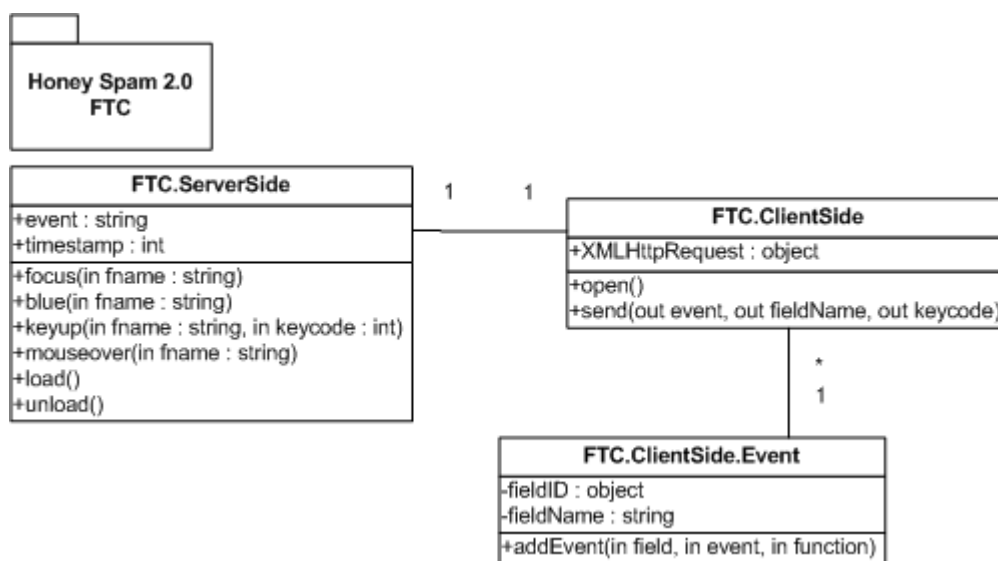 Honey Spam 2.0
FTC
FTC.ServerSide
+event : string
+timestamp : int
+focus(in fname : string)
+blue(in fname : string)
+keyup(in fname : string, in keycode : int)
+mouseover(in fname : string)
+load()
+unload()
1 1
FTC.ClientSide
+XMLHttpRequest : object
+open()
+send(out event, out fieldName, out keycode)
*
1
FTC.ClientSide.Event
-fieldID : object
-fieldName : string
+addEvent(in field, in event, in function)